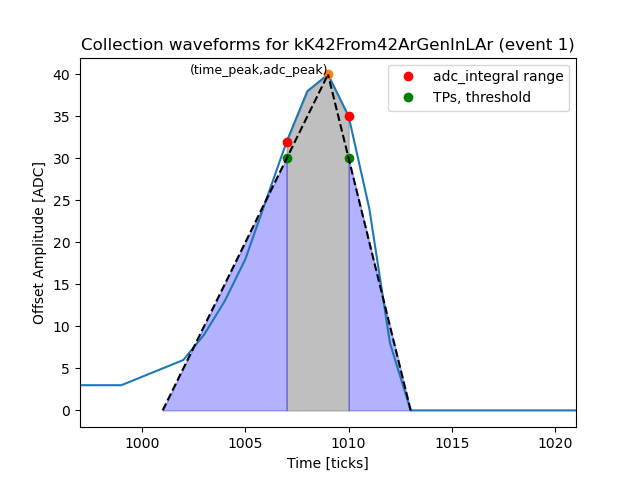 Collection waveforms for kK42From42ArGenInLAr (event 1)
(time_peak,adc_peak)
adc_integral range
TPs, threshold
40
35
30
25
20
15
10
5
0
Offset Amplitude [ADC]
1000 1005 1010 1015 1020
Time [ticks]